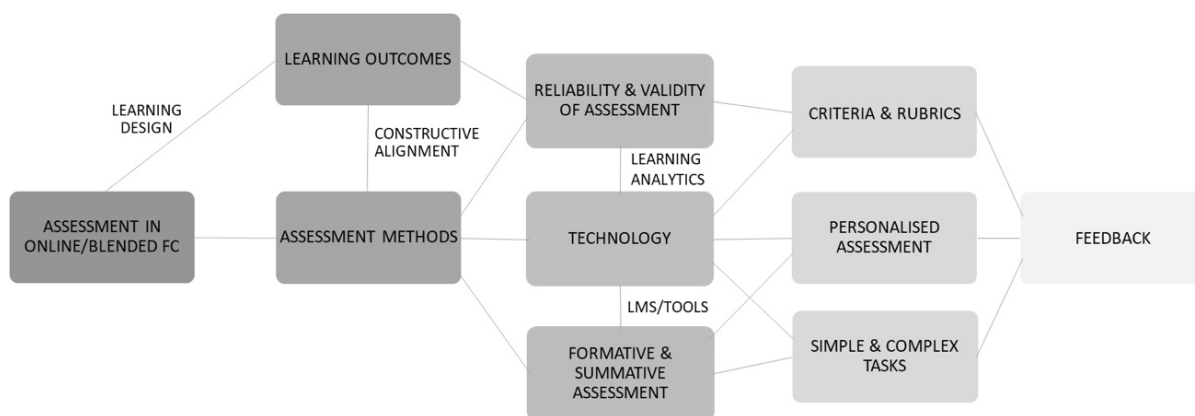 LEARNING OUTCOMES
RELIABILITY & VALIDITY
OF ASSESSMENT
CRITERIA & RUBRICS
LEARNING
DESIGN
CONSTRUCTIVE
ALIGNMENT
LEARNING
ANALYTICS
ASSESSMENT IN
ONLINE/BLENDED FC
ASSESSMENT METHODS
TECHNOLOGY
PERSONALISED
ASSESSMENT
FEEDBACK
LMS/TOOLS
FORMATIVE &
SUMMATIVE
ASSESSMENT
SIMPLE & COMPLEX
TASKS